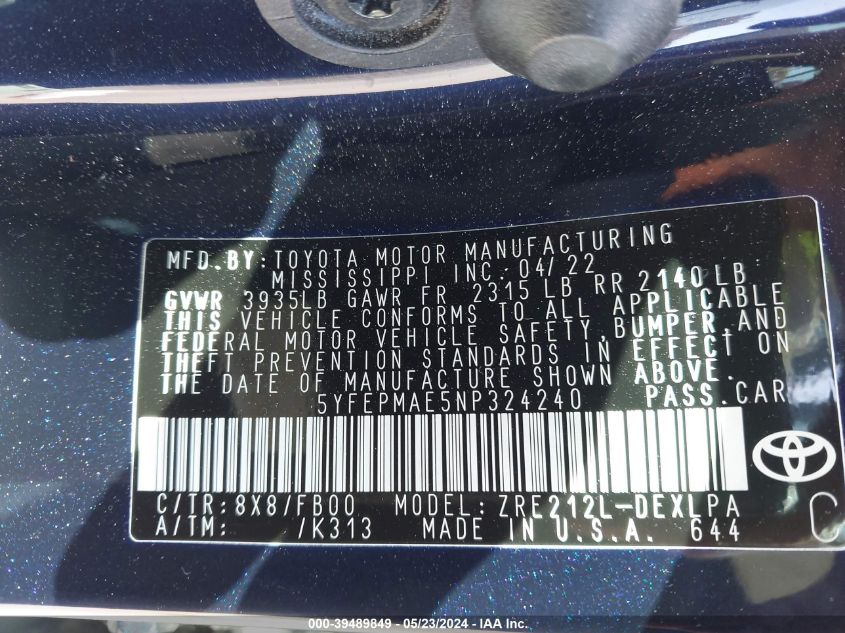 MFD. BY: TOYOTA MOTOR MANUFACTURING
MISSISSIPPI INC. 04/22
GVWR 3935LB GAWR FR 2315 LB RR 2140 LB
THIS VEHICLE CONFORMS TO ALL APPLICABLE
FEDERAL MOTOR VEHICLE SAFETY, BUMPER, AND
THEFT PREVENTION STANDARDS IN EFFECT ON
THE DATE OF MANUFACTURE SHOWN ABOVE.
5YFEPMAE5NP324240 PASS. CAR
C/TR: 8X8/FB00 MODEL: ZRE212L-DEXLPA
A/TM: /K313 MADE IN U.S.A. 644
C
000-39489849 - 05/23/2024 - IAA Inc.